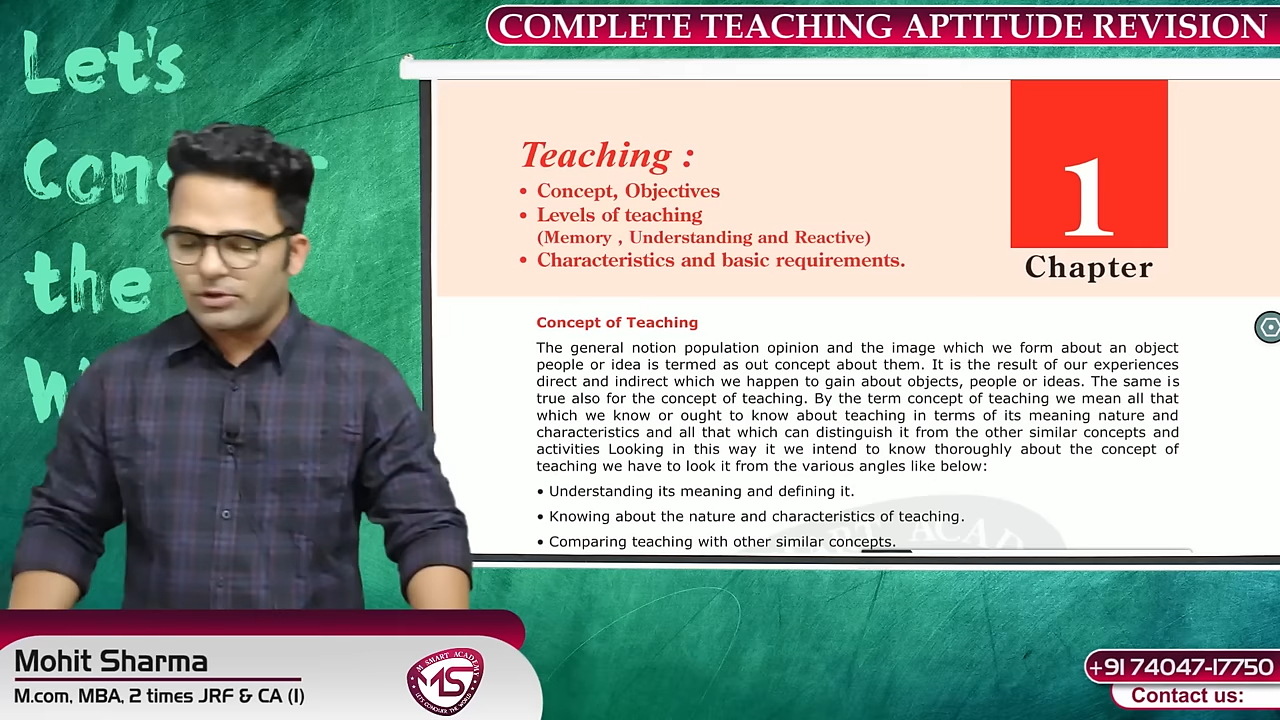 COMPLETE TEACHING APTITUDE REVISION
Let's
the
Teaching :
• Concept, Objectives
• Levels of teaching
(Memory , Understanding and Reactive)
• Characteristics and basic requirements.
1
Chapter
Concept of Teaching
The general notion population opinion and the image which we form about an object
people or idea is termed as out concept about them. It is the result of our experiences
direct and indirect which we happen to gain about objects, people or ideas. The same is
true also for the concept of teaching. By the term concept of teaching we mean all that
which we know or ought to know about teaching in terms of its meaning nature and
characteristics and all that which can distinguish it from the other similar concepts and
activities Looking in this way it we intend to know thoroughly about the concept of
teaching we have to look it from the various angles like below:
• Understanding its meaning and defining it.
• Knowing about the nature and characteristics of teaching.
• Comparing teaching with other similar concepts.
Mohit Sharma
M.com, MBA, 2 times JRF & CA (I)
M SMART ACADEMY
MS
LET'S CONQUER THE WORLD
+91 74047-17750
Contact us: